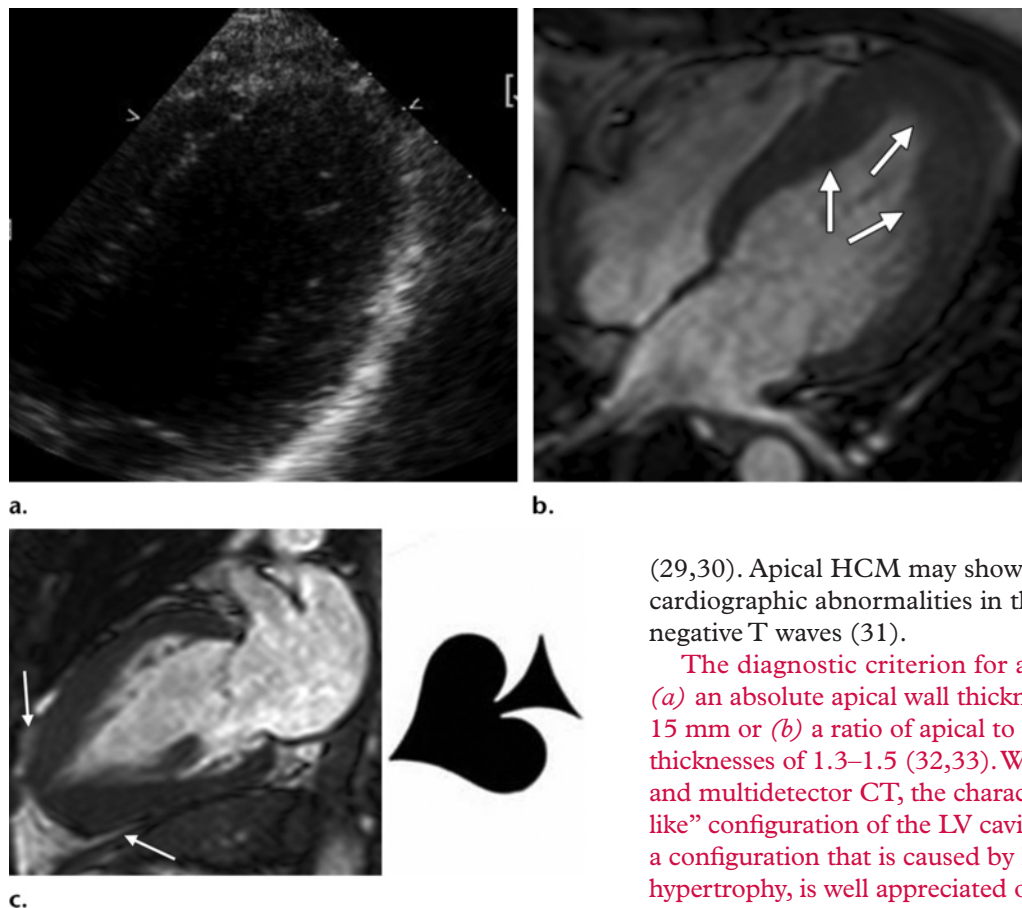 a.
b.
(29,30). Apical HCM may show
cardiographic abnormalities in th
negative T waves (31).
The diagnostic criterion for a
(a) an absolute apical wall thickn
15 mm or (b) a ratio of apical to
thicknesses of 1.3–1.5 (32,33). W
and multidetector CT, the charac
like” configuration of the LV cavi
a configuration that is caused by
hypertrophy, is well appreciated o
c.